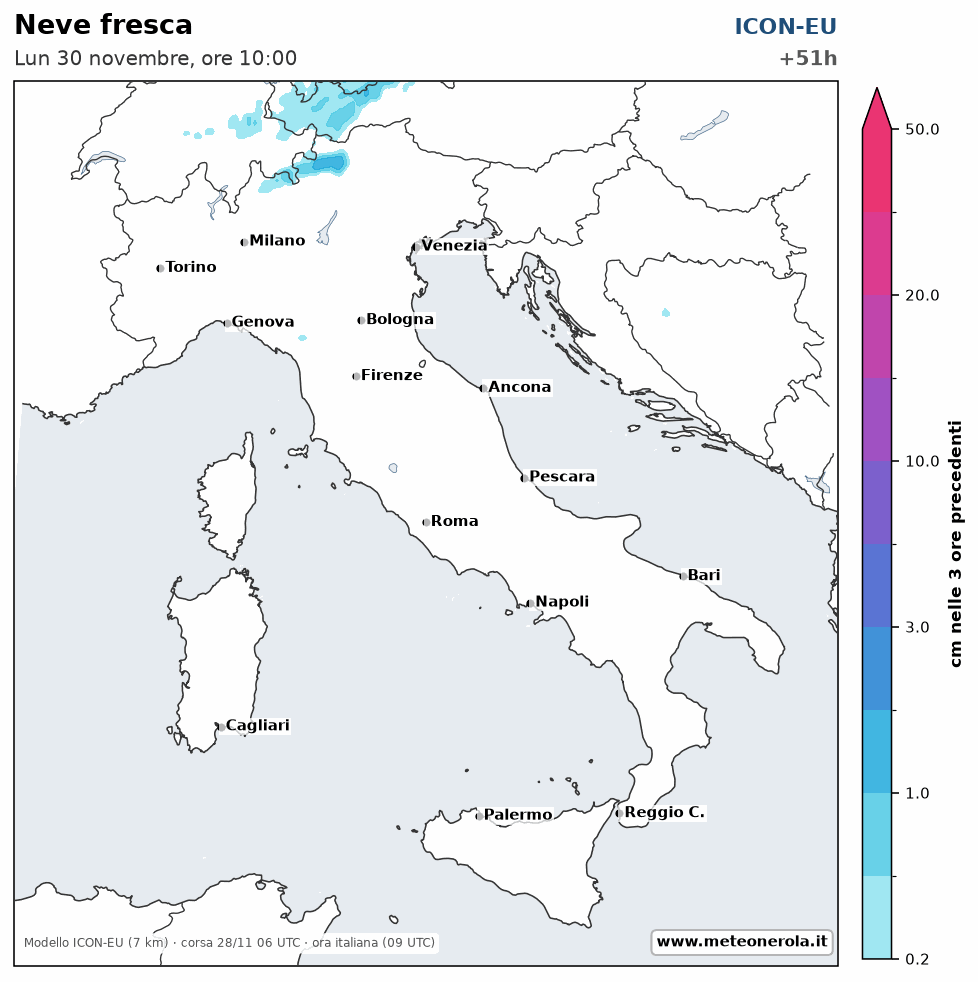 Neve fresca
ICON-EU
Lun 30 novembre, ore 10:00
+51h
50.0
20.0
10.0
3.0
1.0
0.2
cm nelle 3 ore precedenti
Milano
Venezia
Torino
Genova
Bologna
Firenze
Ancona
Pescara
Roma
Bari
Napoli
Cagliari
Palermo
Reggio C.
Modello ICON-EU (7 km) · corsa 28/11 06 UTC · ora italiana (09 UTC)
www.meteonerola.it